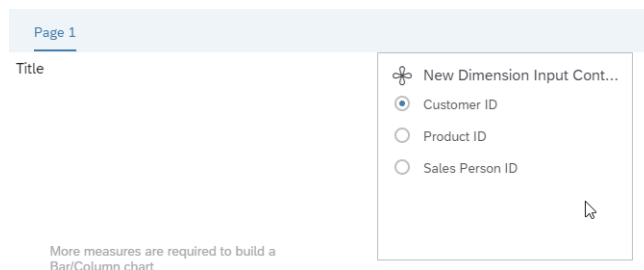 Page 1
Title
New Dimension Input Cont...
Customer ID
Product ID
Sales Person ID
More measures are required to build a
Bar/Column chart